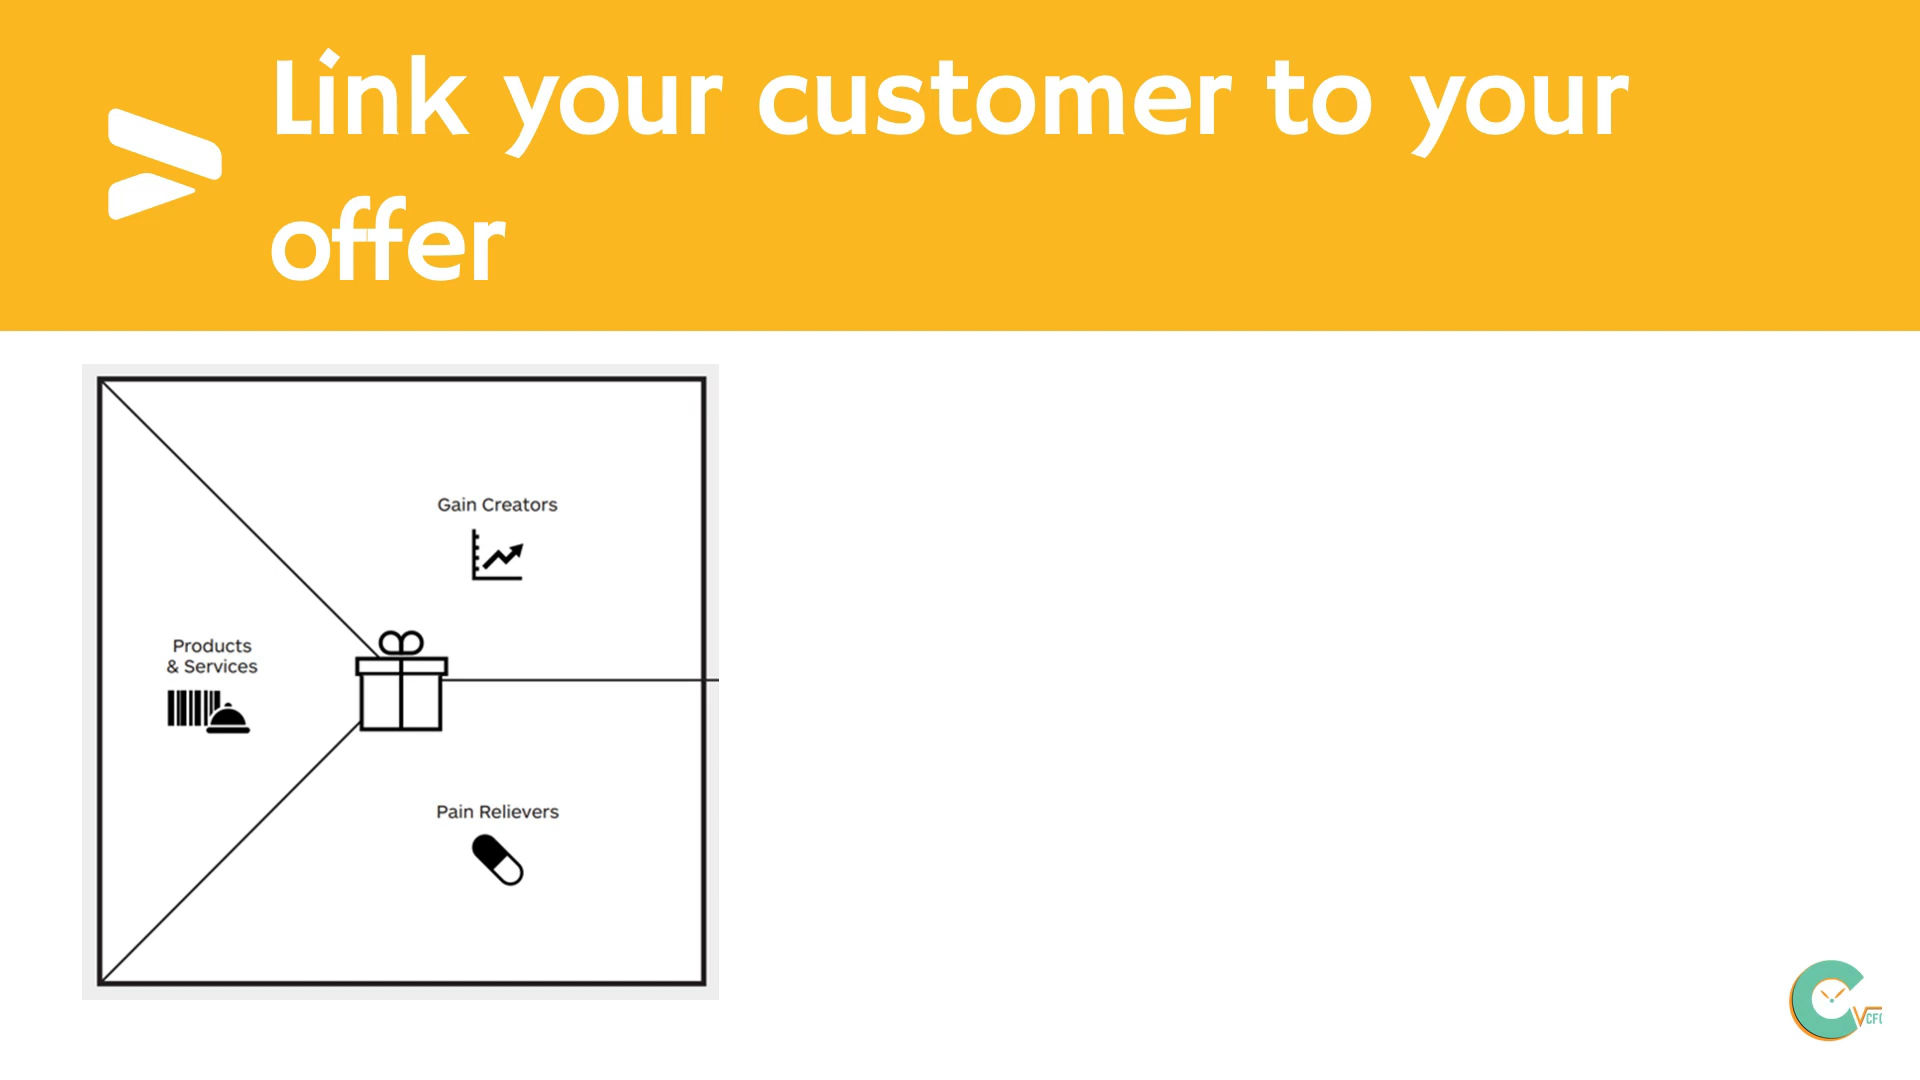 Link your customer to your
offer
Gain Creators
Products
& Services
Pain Relievers